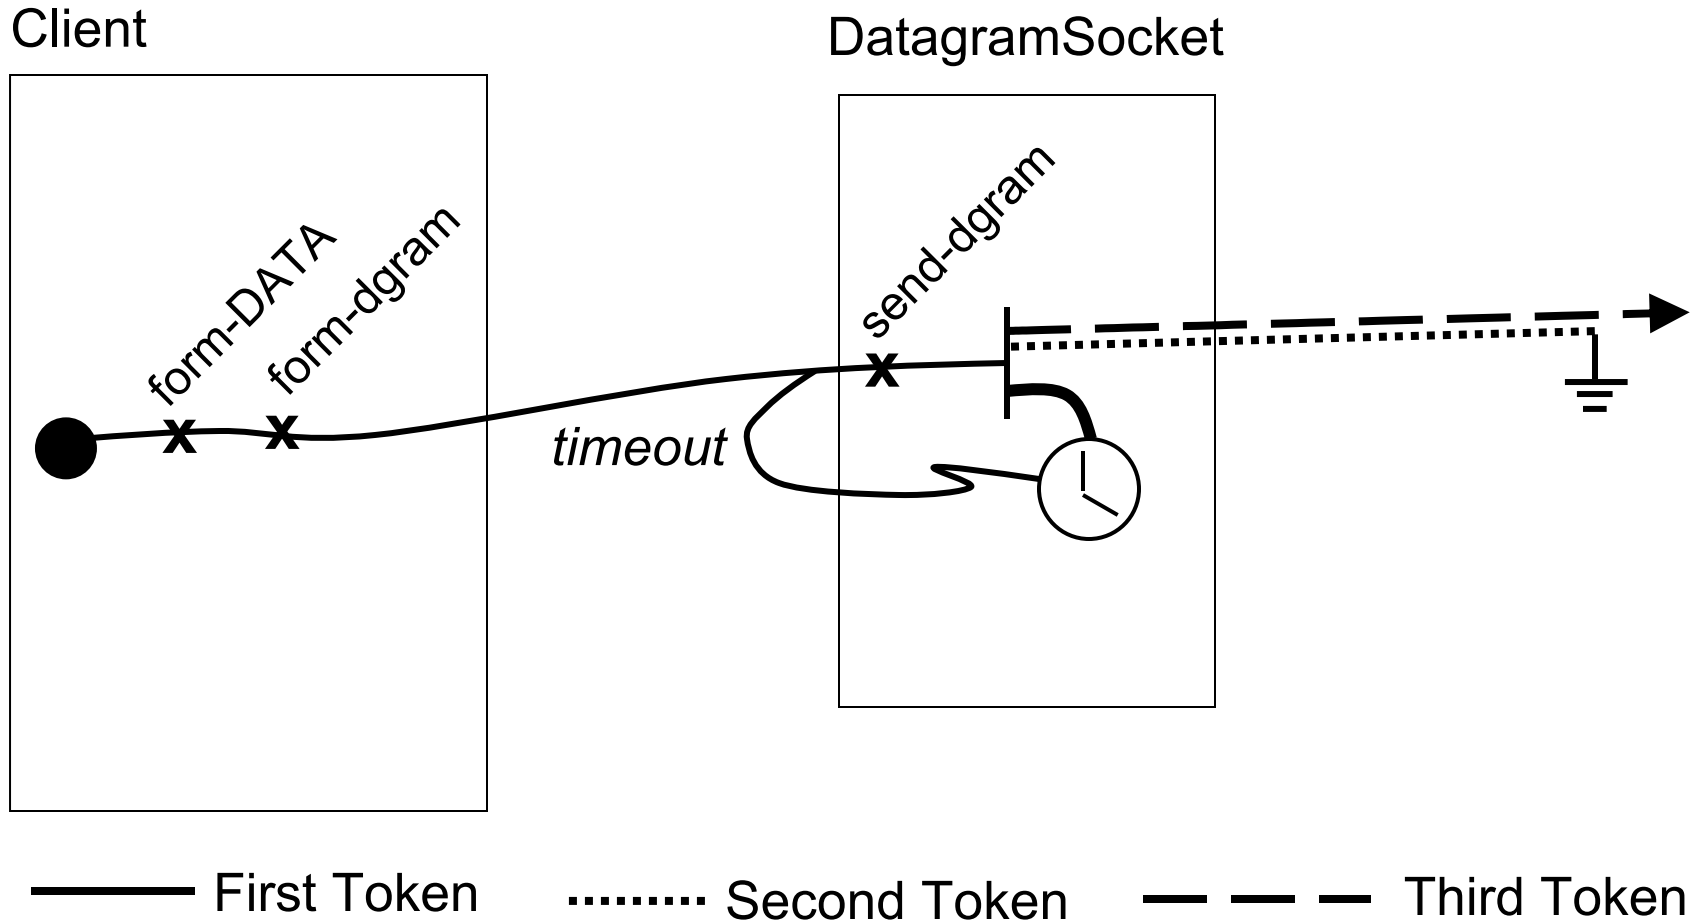 Client
DatagramSocket
form-DATA
form-dgram
send-dgram
timeout
First Token
Second Token
Third Token